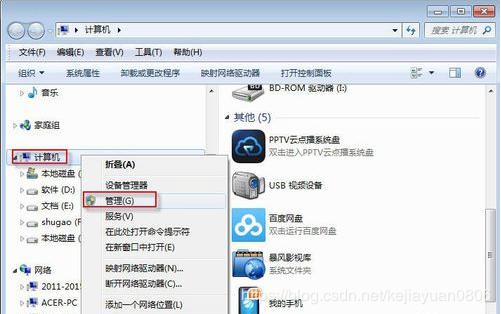 计算机
搜索 计算机
文件(F) 编辑(E) 查看(V) 工具(T) 帮助(H)
组织 系统属性 卸载或更改程序 映射网络驱动器 打开控制面板
音乐
家庭组
计算机
本地磁盘
软件 (D:)
文档 (E:)
shugao (
本地磁盘 (
网络
2011-201
ACER-PC
折叠(A)
设备管理器
管理(G)
服务(V)
在此处打开命令提示符
在新窗口中打开(E)
映射网络驱动器(N)...
断开网络驱动器(C)...
添加一个网络位置(L)
BD-ROM 驱动器 (I:)
其他 (5)
PPTV云点播系统盘
双击进入PPTV云点播系统盘
USB 视频设备
百度网盘
双击运行百度网盘
暴风影视库
系统文件夹
我的手机
https://blog.csdn.net/kejiayuan0806